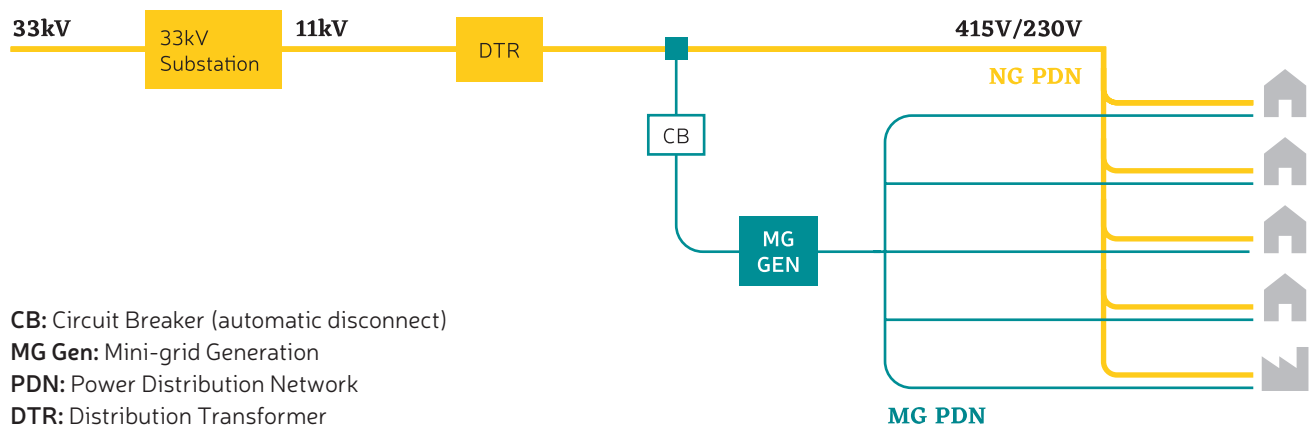 33kV
33kV
Substation
11kV
DTR
415V/230V
NG PDN
CB
MG
GEN
CB: Circuit Breaker (automatic disconnect)
MG Gen: Mini-grid Generation
PDN: Power Distribution Network
DTR: Distribution Transformer
MG PDN